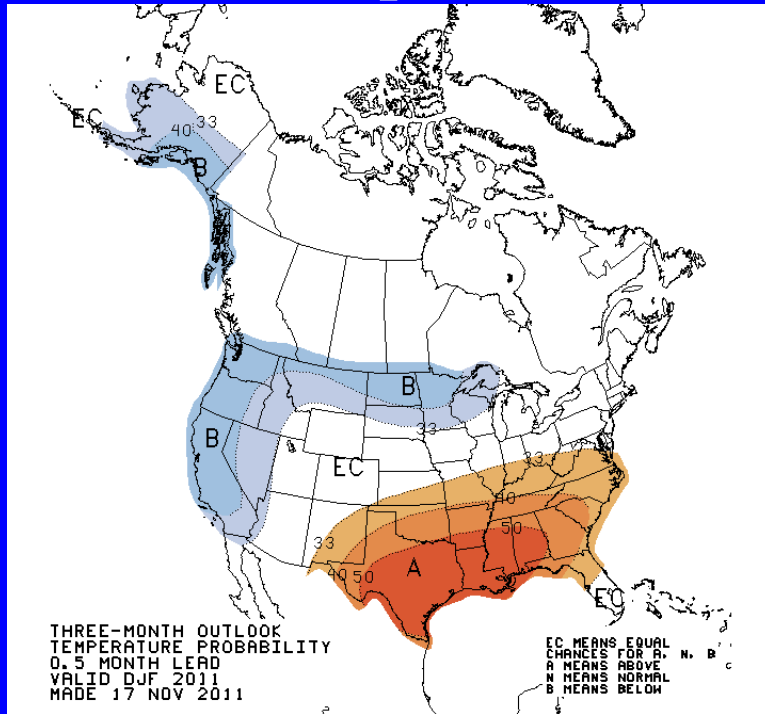 EC
EC
33
40
B
B
33
B
EC
33
40
50
33
A
40
50
EC
THREE-MONTH OUTLOOK
TEMPERATURE PROBABILITY
0.5 MONTH LEAD
VALID DJF 2011
MADE 17 NOV 2011
EC MEANS EQUAL
CHANCES FOR A, N, B
A MEANS ABOVE
N MEANS NORMAL
B MEANS BELOW